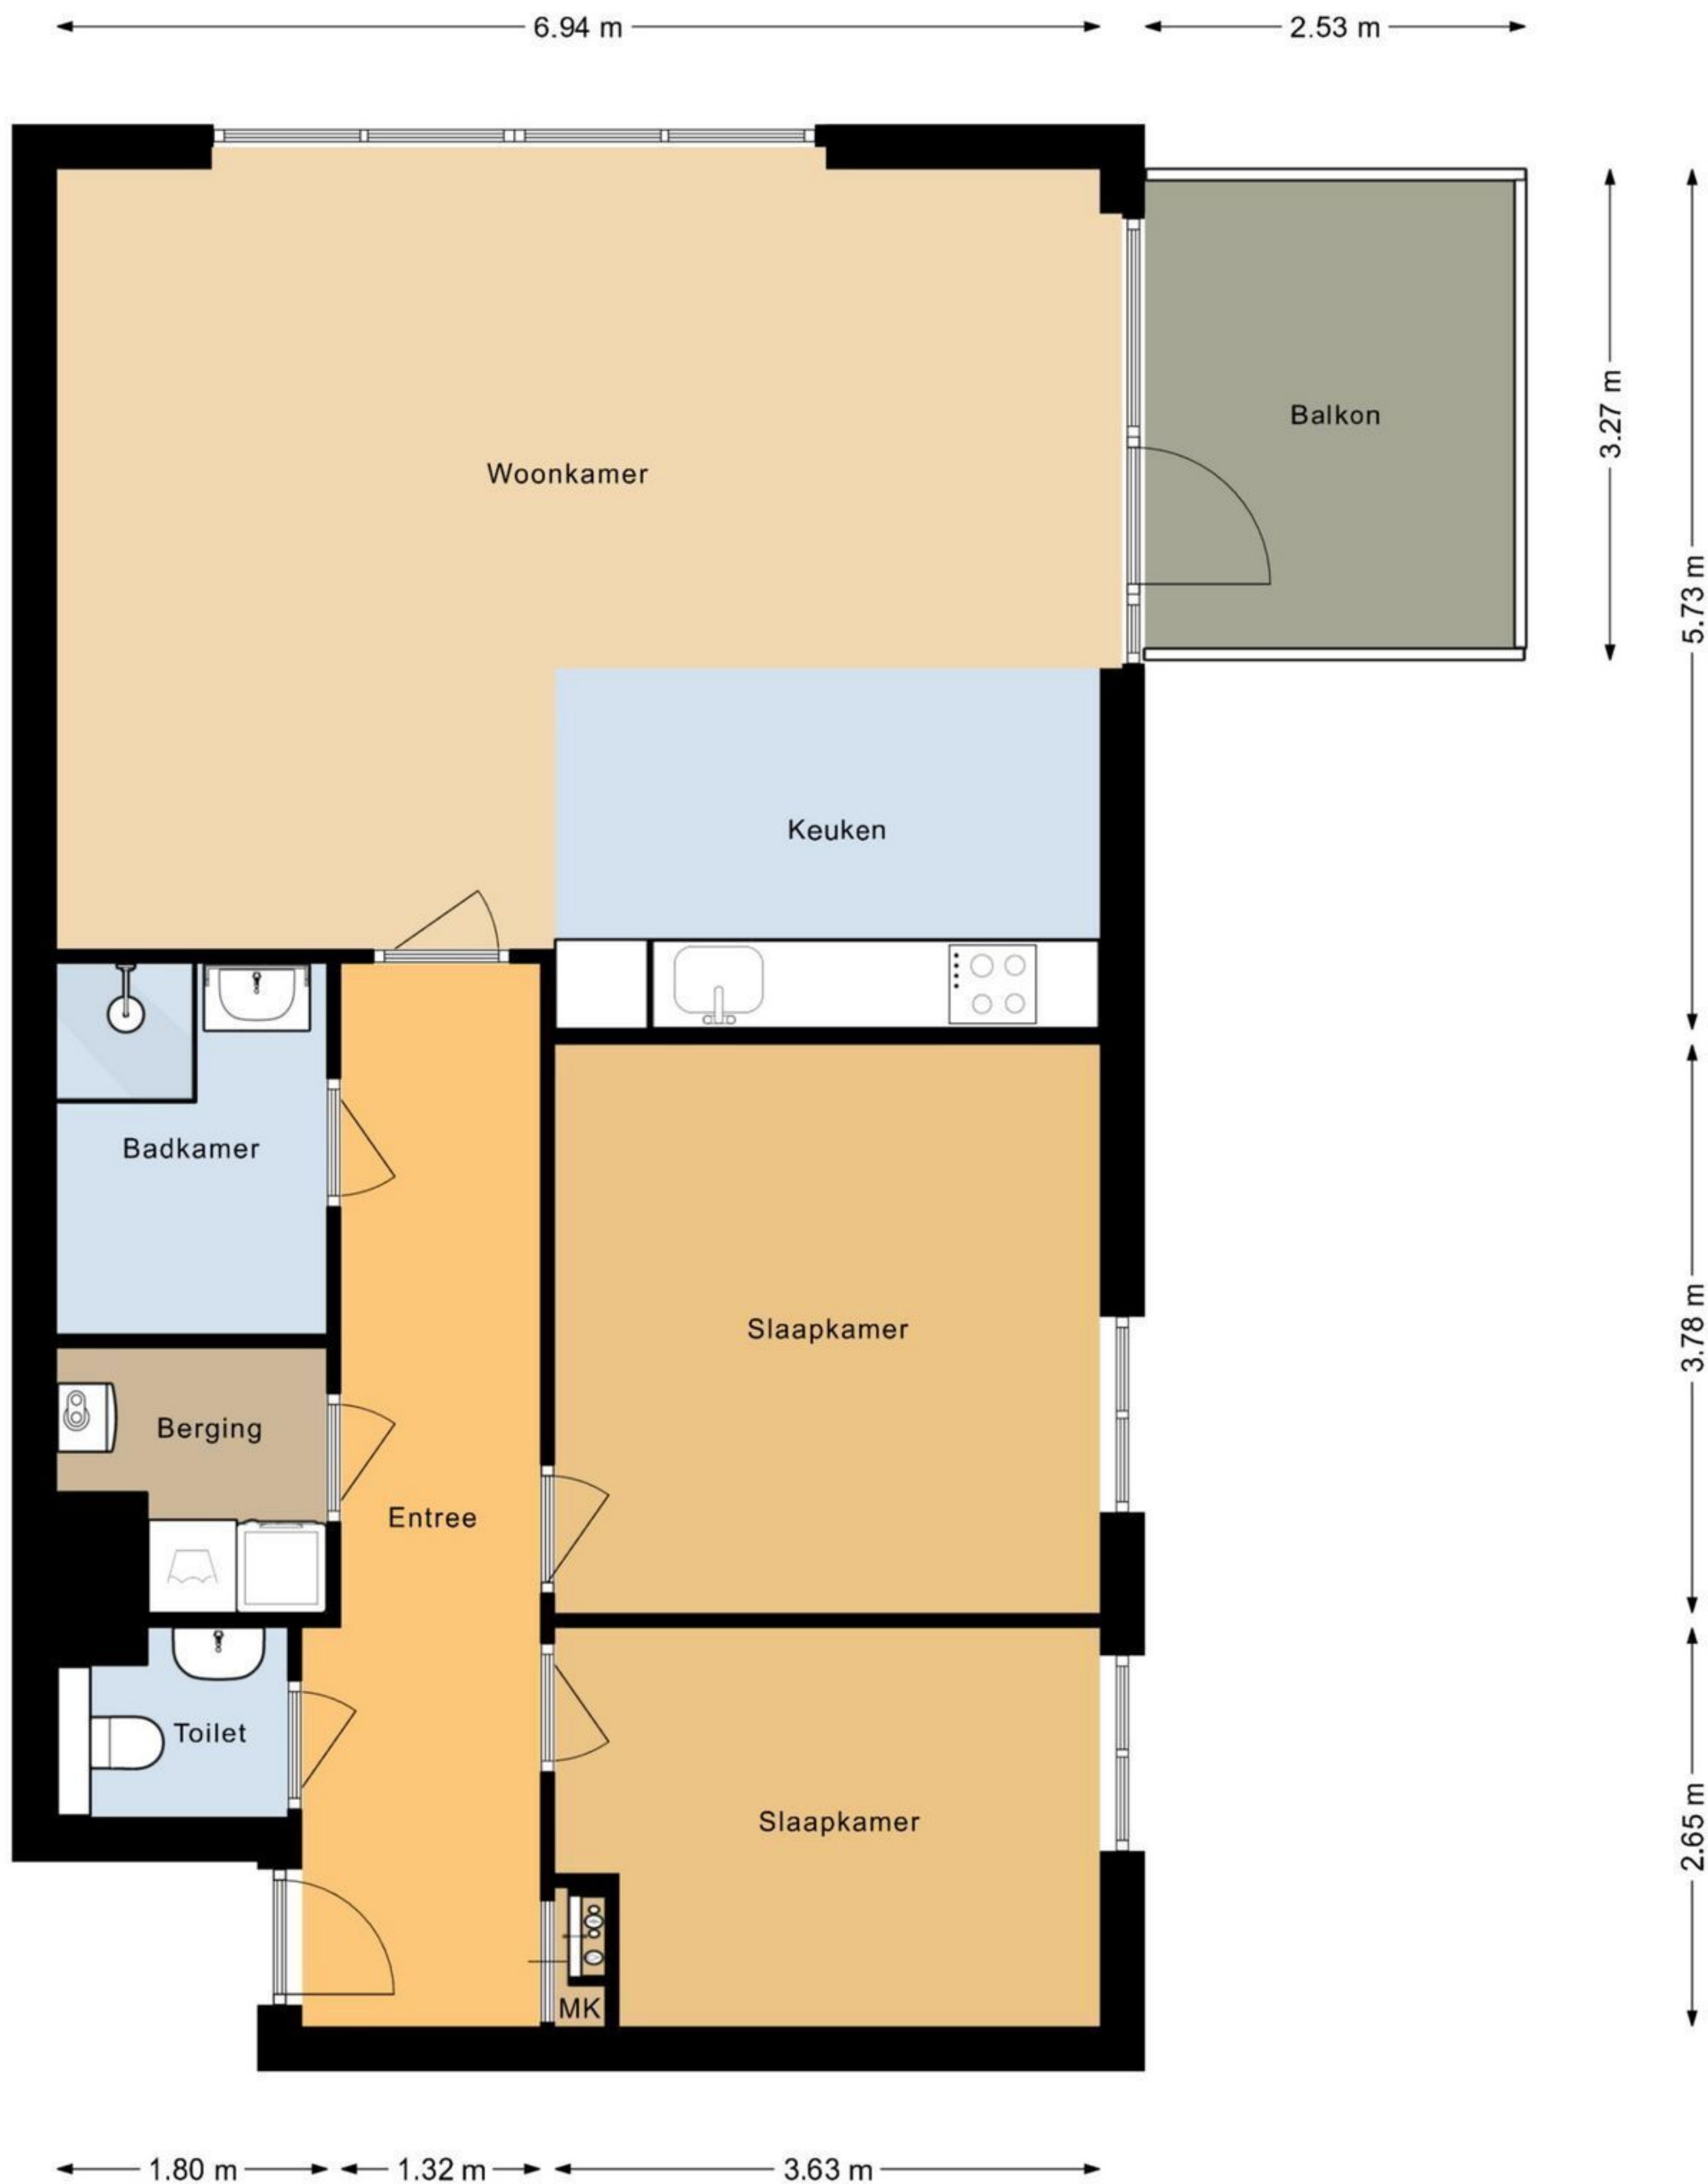 6.94 m
2.53 m
Balkon
3.27 m
Woonkamer
5.73 m
Keuken
Badkamer
Slaapkamer
3.78 m
Berging
Entree
Toilet
Slaapkamer
2.65 m
MK
1.80 m
1.32 m
3.63 m